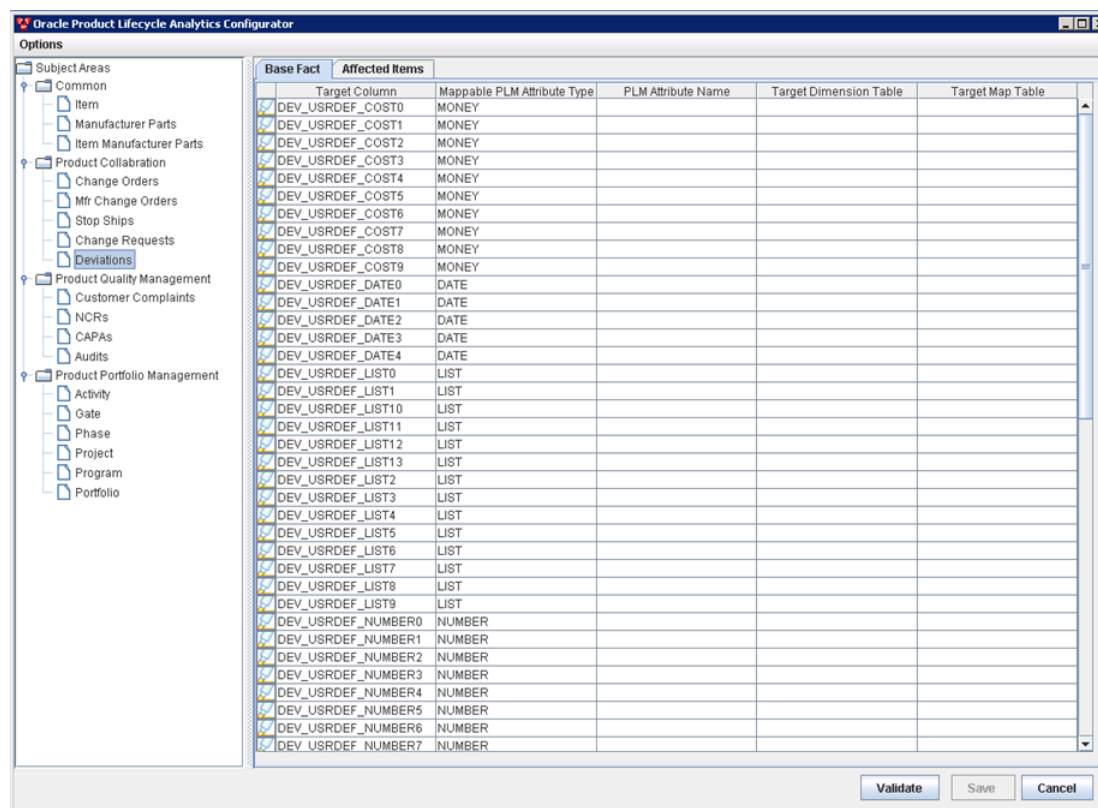 Oracle Product Lifecycle Analytics Configurator
Options
Subject Areas
Common
Item
Manufacturer Parts
Item Manufacturer Parts
Product Collabration
Change Orders
Mfr Change Orders
Stop Ships
Change Requests
Deviations
Product Quality Management
Customer Complaints
NCRs
CAPAs
Audits
Product Portfolio Management
Activity
Gate
Phase
Project
Program
Portfolio
Base Fact Affected Items
Target Column Mappable PLM Attribute Type PLM Attribute Name Target Dimension Table Target Map Table
DEV_USRDEF_COST0 MONEY
DEV_USRDEF_COST1 MONEY
DEV_USRDEF_COST2 MONEY
DEV_USRDEF_COST3 MONEY
DEV_USRDEF_COST4 MONEY
DEV_USRDEF_COST5 MONEY
DEV_USRDEF_COST6 MONEY
DEV_USRDEF_COST7 MONEY
DEV_USRDEF_COST8 MONEY
DEV_USRDEF_COST9 MONEY
DEV_USRDEF_DATE0 DATE
DEV_USRDEF_DATE1 DATE
DEV_USRDEF_DATE2 DATE
DEV_USRDEF_DATE3 DATE
DEV_USRDEF_DATE4 DATE
DEV_USRDEF_LIST0 LIST
DEV_USRDEF_LIST1 LIST
DEV_USRDEF_LIST10 LIST
DEV_USRDEF_LIST11 LIST
DEV_USRDEF_LIST12 LIST
DEV_USRDEF_LIST13 LIST
DEV_USRDEF_LIST2 LIST
DEV_USRDEF_LIST3 LIST
DEV_USRDEF_LIST4 LIST
DEV_USRDEF_LIST5 LIST
DEV_USRDEF_LIST6 LIST
DEV_USRDEF_LIST7 LIST
DEV_USRDEF_LIST8 LIST
DEV_USRDEF_LIST9 LIST
DEV_USRDEF_NUMBER0 NUMBER
DEV_USRDEF_NUMBER1 NUMBER
DEV_USRDEF_NUMBER2 NUMBER
DEV_USRDEF_NUMBER3 NUMBER
DEV_USRDEF_NUMBER4 NUMBER
DEV_USRDEF_NUMBER5 NUMBER
DEV_USRDEF_NUMBER6 NUMBER
DEV_USRDEF_NUMBER7 NUMBER
Validate Save Cancel